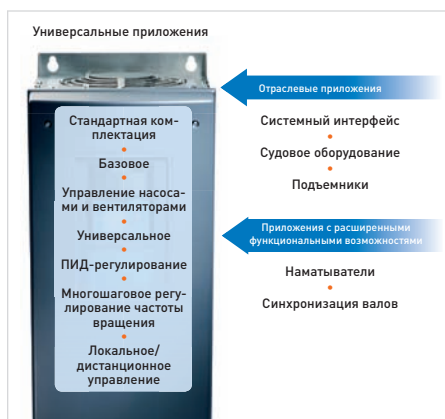 Универсальные приложения
Стандартная ком-
плектация
Базовое
Управление насоса-
ми и вентиляторами
Универсальное
ПИД-регулирование
Многошаговое регу-
лирование частоты
вращения
Локальное/
дистанционное
управление
Отраслевые приложения
Системный интерфейс
Судовое оборудование
Подъемники
Приложения с расширенными
функциональными возможностями
Наматыватели
Синхронизация валов